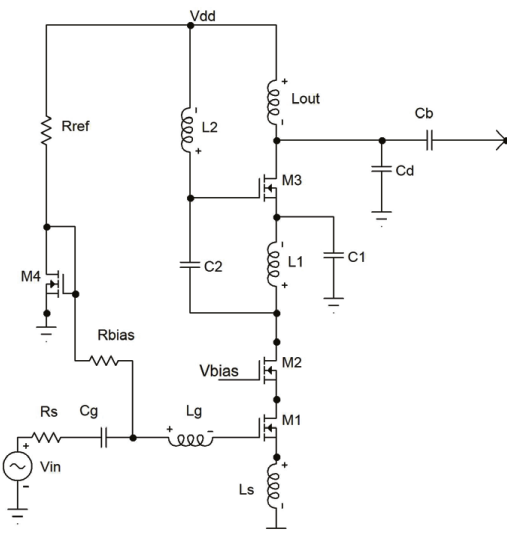 Vdd
Lout
Cb
Rref
L2
M3
Cd
M4
C2
L1
C1
Rbias
Vbias
M2
Rs
Cg
Lg
M1
Vin
Ls